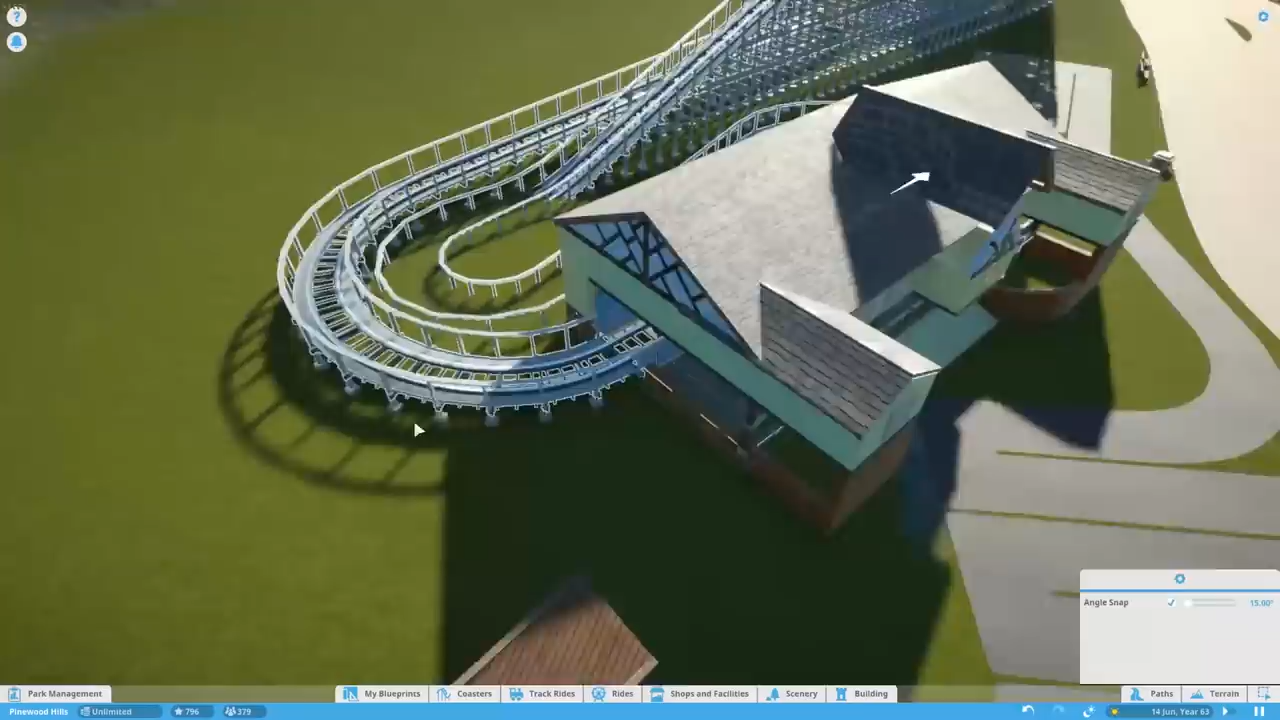 ?
Angle Snap 15.00°
Park Management My Blueprints Coasters Track Rides Rides Shops and Facilities Scenery Building Paths Terrain
Pinewood Hills Unlimited 796 379 14 Jun, Year 63